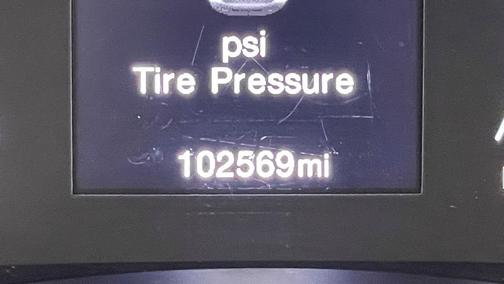 psi
Tire Pressure
102569mi